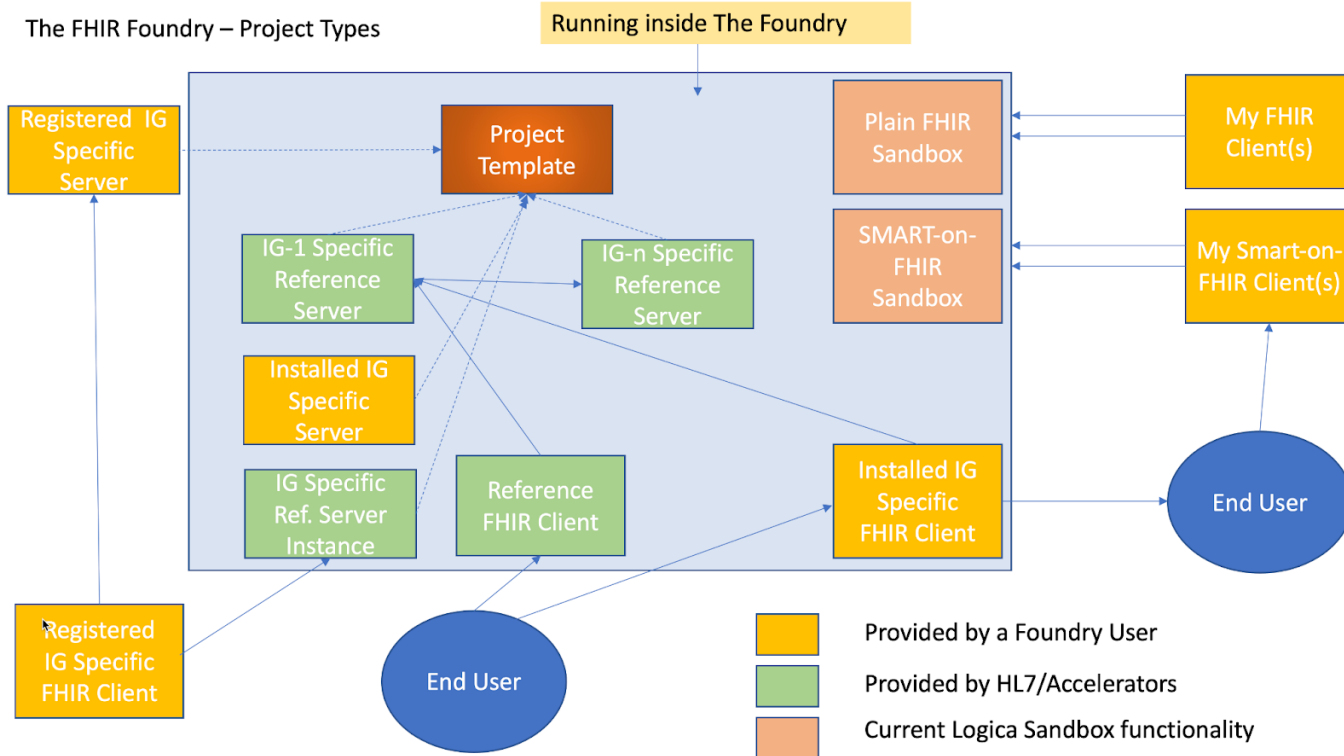 The FHIR Foundry – Project Types
Running inside The Foundry
Registered IG
Specific
Server
Project
Template
Plain FHIR
Sandbox
My FHIR
Client(s)
IG-1 Specific
Reference
Server
IG-n Specific
Reference
Server
SMART-on-
FHIR
Sandbox
My Smart-on-
FHIR Client(s)
Installed IG
Specific
Server
IG Specific
Ref. Server
Instance
Reference
FHIR Client
Installed IG
Specific
FHIR Client
End User
Registered
IG Specific
FHIR Client
End User
Provided by a Foundry User
Provided by HL7/Accelerators
Current Logica Sandbox functionality